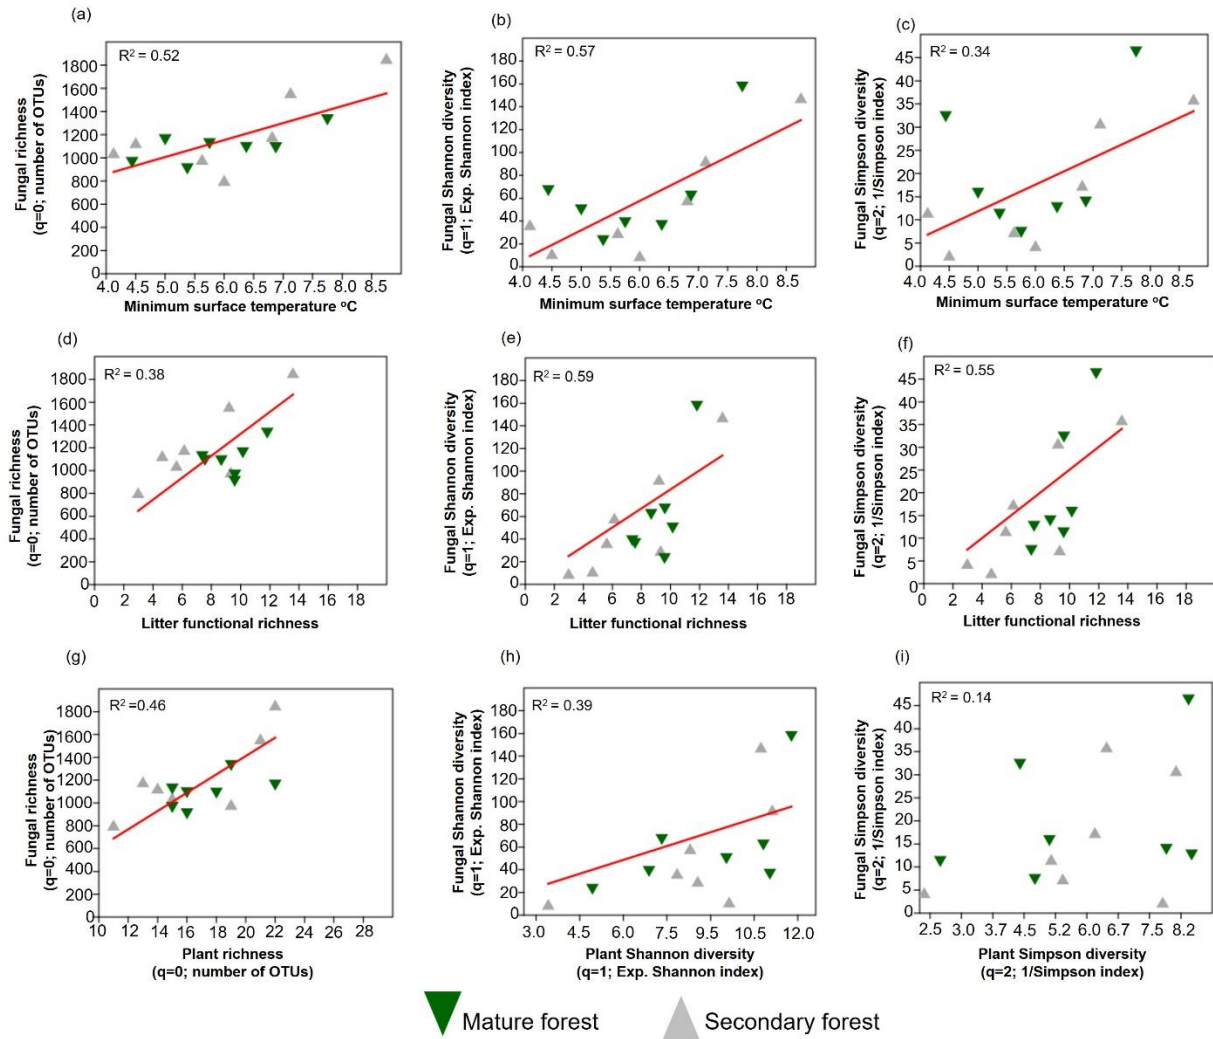 (a)
R² = 0.52
Fungal richness
(q=0; number of OTUs)
1800
1600
1400
1200
1000
800
600
400
200
0
4.0 4.5 5.0 5.5 6.0 6.5 7.0 7.5 8.0 8.5
Minimum surface temperature ºC
(b)
R² = 0.57
Fungal Shannon diversity
(q=1; Exp. Shannon index)
180
160
140
120
100
80
60
40
20
0
4.0 4.5 5.0 5.5 6.0 6.5 7.0 7.5 8.0 8.5
Minimum surface temperature ºC
(c)
R² = 0.34
Fungal Simpson diversity
(q=2; 1/Simpson index)
45
40
35
30
25
20
15
10
5
0
4.0 4.5 5.0 5.5 6.0 6.5 7.0 7.5 8.0 8.5
Minimum surface temperature ºC
(d)
R² = 0.38
Fungal richness
(q=0; number of OTUs)
1800
1600
1400
1200
1000
800
600
400
200
0
0 2 4 6 8 10 12 14 16 18
Litter functional richness
(e)
R² = 0.59
Fungal Shannon diversity
(q=1; Exp. Shannon index)
180
160
140
120
100
80
60
40
20
0
0 2 4 6 8 10 12 14 16 18
Litter functional richness
(f)
R² = 0.55
Fungal Simpson diversity
(q=2; 1/Simpson index)
45
40
35
30
25
20
15
10
5
0
0 2 4 6 8 10 12 14 16 18
Litter functional richness
(g)
R² =0.46
Fungal richness
(q=0; number of OTUs)
1800
1600
1400
1200
1000
800
600
400
200
0
10 12 14 16 18 20 22 24 26 28
Plant richness
(q=0; number of OTUs)
(h)
R² = 0.39
Fungal Shannon diversity
(q=1; Exp. Shannon index)
180
160
140
120
100
80
60
40
20
0
3.0 4.5 6.0 7.5 9.5 10.5 12.0
Plant Shannon diversity
(q=1; Exp. Shannon index)
(i)
R² = 0.14
Fungal Simpson diversity
(q=2; 1/Simpson index)
45
40
35
35
25
20
15
10
5
0
2.5 3.0 3.7 4.5 5.2 6.0 6.7 7.5 8.2
Plant Simpson diversity
(q=2; 1/Simpson index)
Mature forest
Secondary forest